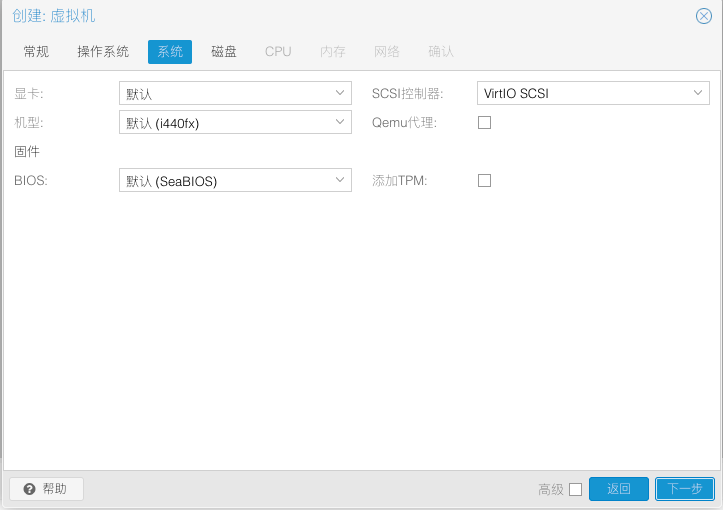 创建: 虚拟机
常规 操作系统 系统 磁盘 CPU 内存 网络 确认
显卡: 默认 SCSI控制器: VirtIO SCSI
机型: 默认 (i440fx) Qemu代理:
固件
BIOS: 默认 (SeaBIOS) 添加TPM:
帮助 高级 返回 下一步